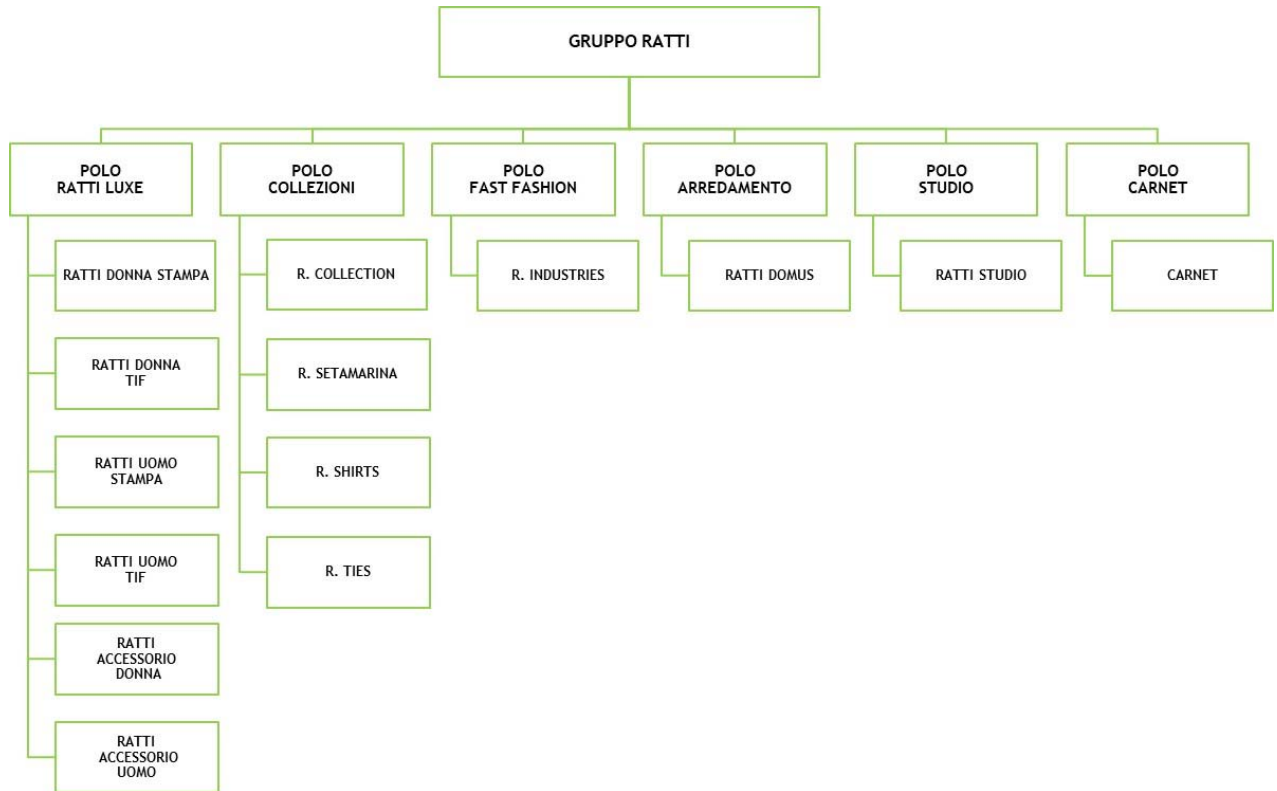 GRUPPO RATTI
POLO
RATTI LUXE
POLO
COLLEZIONI
POLO
FAST FASHION
POLO
ARREDAMENTO
POLO
STUDIO
POLO
CARNET
RATTI DONNA STAMPA
R. COLLECTION
R. INDUSTRIES
RATTI DOMUS
RATTI STUDIO
CARNET
RATTI DONNA
TIF
R. SETAMARINA
RATTI UOMO
STAMPA
R. SHIRTS
RATTI UOMO
TIF
R. TIES
RATTI
ACCESSORIO
DONNA
RATTI
ACCESSORIO
UOMO